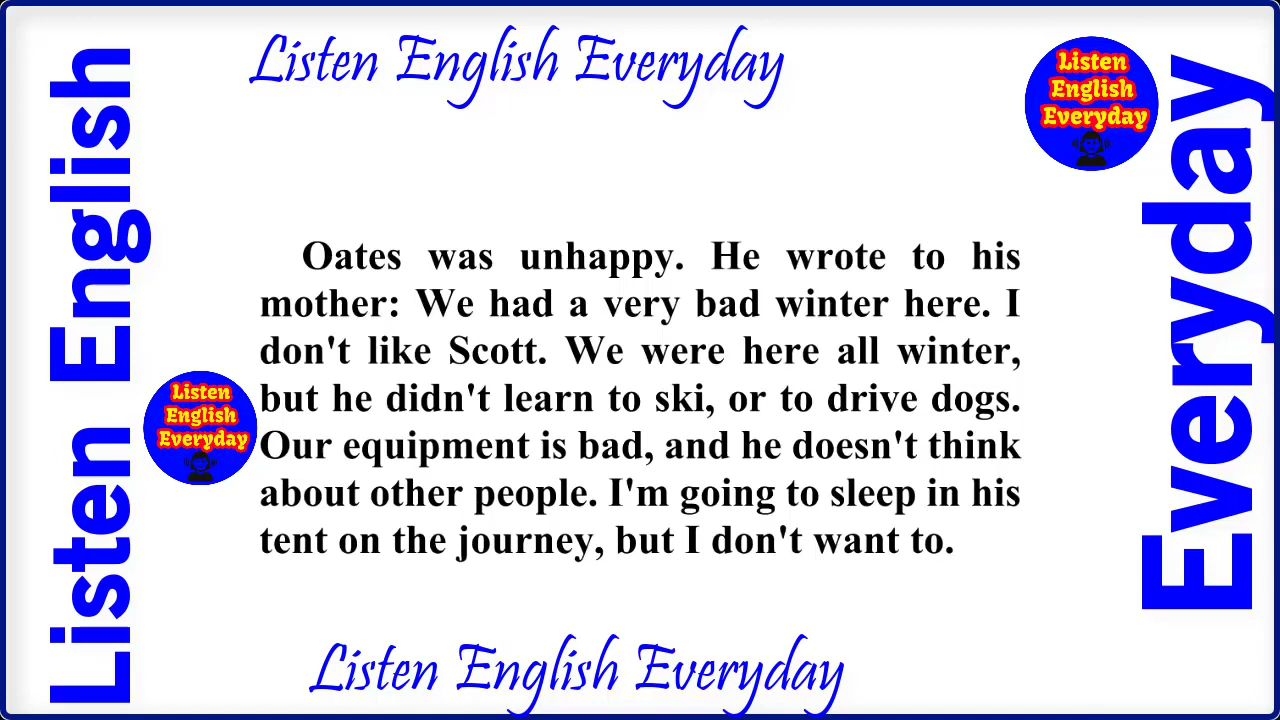 Listen English Everyday
Listen
English
Everyday
Listen English
Everyday
Oates was unhappy. He wrote to his
mother: We had a very bad winter here. I
don't like Scott. We were here all winter,
but he didn't learn to ski, or to drive dogs.
Our equipment is bad, and he doesn't think
about other people. I'm going to sleep in his
tent on the journey, but I don't want to.
Listen
English
Everyday
Listen English Everyday